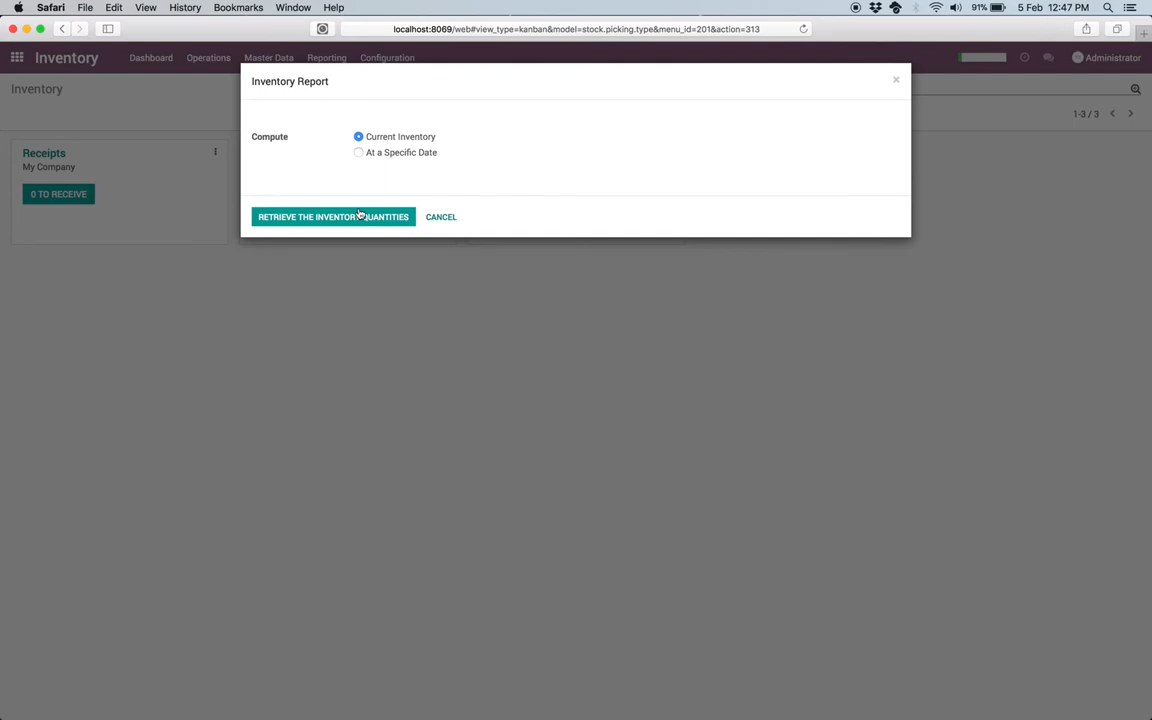 Safari File Edit View History Bookmarks Window Help 91% 5 Feb 12:47 PM
localhost:8069/web#view_type=kanban&model=stock.picking.type&menu_id=201&action=313
Inventory Dashboard Operations Master Data Reporting Configuration Administrator
Inventory Report
Inventory
1-3 / 3
Compute Current Inventory
At a Specific Date
Receipts
My Company
0 TO RECEIVE
RETRIEVE THE INVENTORY QUANTITIES CANCEL